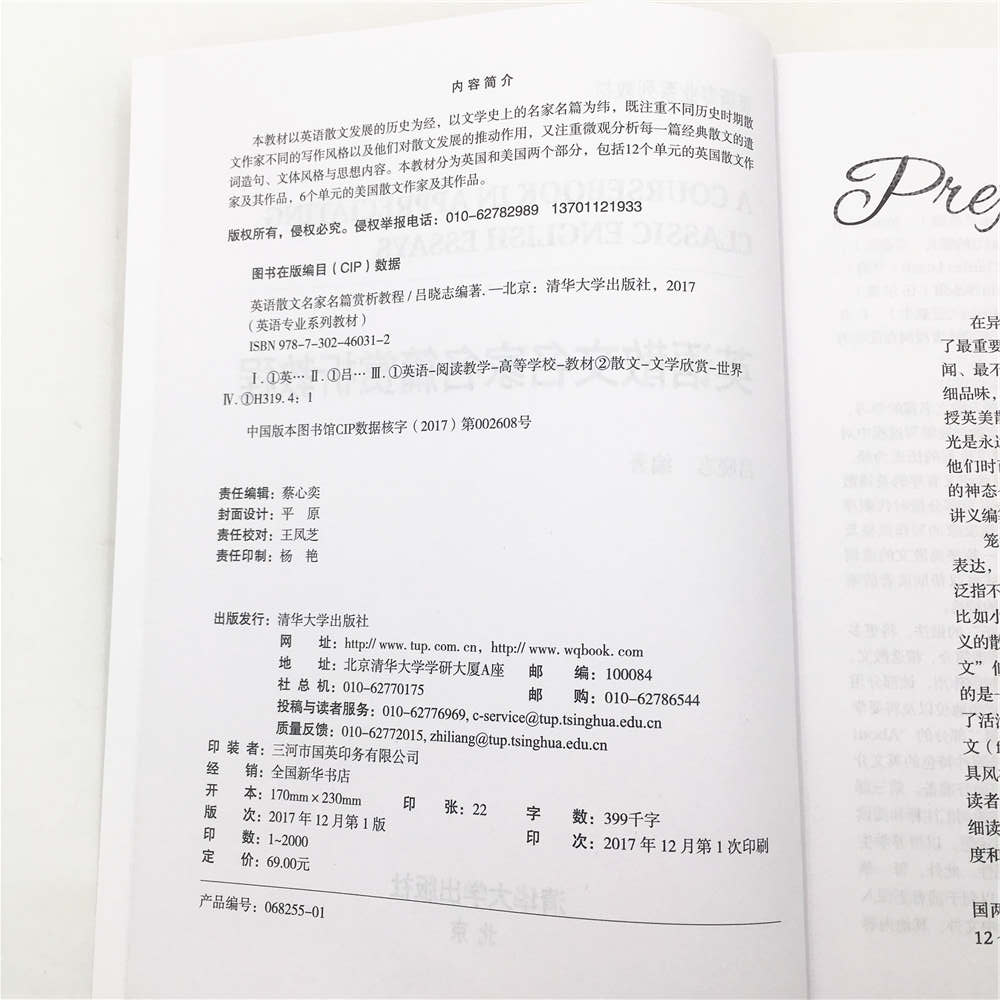 内容简介
本教材以英语散文发展的历史为经，以文学史上的名家名篇为纬，既注重不同历史时期散
文作家不同的写作风格以及他们对散文发展的推动作用，又注重微观分析每一篇经典散文的遣
词造句、文体风格与思想内容。本教材分为英国和美国两个部分，包括12个单元的英国散文作
家及其作品，6个单元的美国散文作家及其作品。
版权所有，侵权必究。侵权举报电话：010-62782989 13701121933
图书在版编目（CIP）数据
英语散文名家名篇赏析教程/吕晓志编著．—北京：清华大学出版社，2017
（英语专业系列教材）
ISBN 978-7-302-46031-2
Ⅰ.①英… Ⅱ.①吕… Ⅲ.①英语-阅读教学-高等学校-教材②散文-文学欣赏-世界
Ⅳ.①H319.4：1
中国版本图书馆CIP数据核字（2017）第002608号
责任编辑：蔡心奕
封面设计：平 原
责任校对：王凤芝
责任印制：杨 艳
出版发行：清华大学出版社
网 址：http://www.tup.com.cn, http://www.wqbook.com
地 址：北京清华大学学研大厦A座 邮 编：100084
社 总 机：010-62770175 邮 购：010-62786544
投稿与读者服务：010-62776969, c-service@tup.tsinghua.edu.cn
质量反馈：010-62772015, zhiliang@tup.tsinghua.edu.cn
印 装 者：三河市国英印务有限公司
经 销：全国新华书店
开 本：170mm×230mm 印 张：22 字 数：399千字
版 次：2017年12月第1版 印 次：2017年12月第1次印刷
印 数：1~2000
定 价：69.00元
产品编号：068255-01
Pref
在异
了最重要
闻、最不
细品味，
授英美散
光是永远
他们时而
的神态
讲义编
笼
表达，
泛指不
比如小
义的散
文”
的是一
了活泼
文（
具风
读者
细读
度和
国两
12